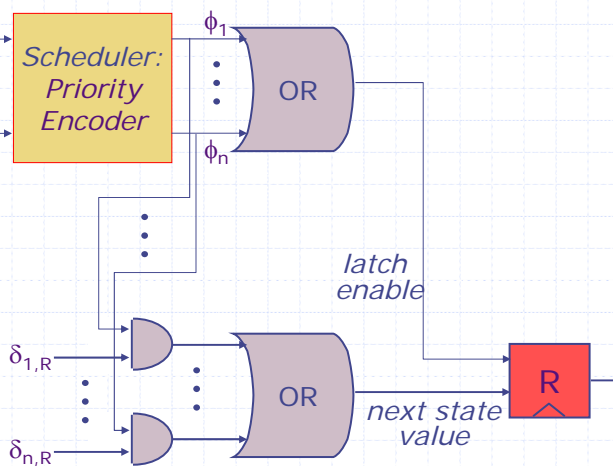 Scheduler:
Priority
Encoder
ϕ1
ϕn
OR
latch
enable
δ1,R
δn,R
OR
next state
value
R